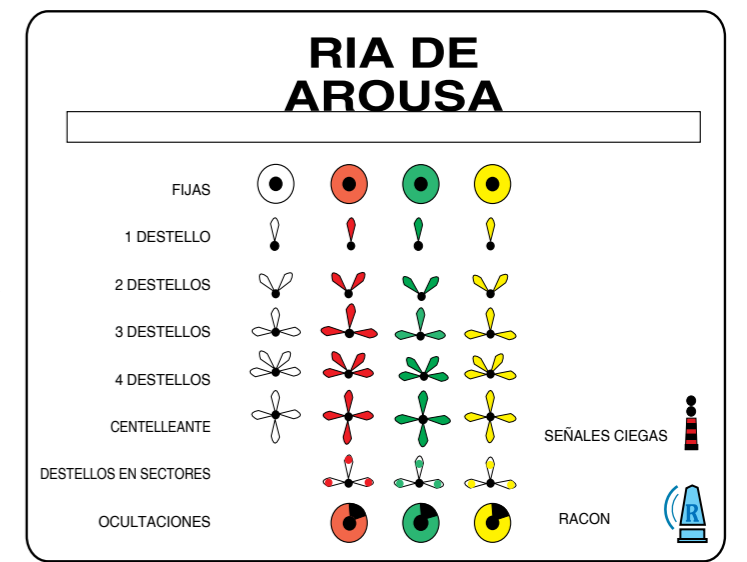 RIA DE
AROUSA
FIJAS
1 DESTELLO
2 DESTELLOS
3 DESTELLOS
4 DESTELLOS
CENTELLEANTE
SEÑALES CIEGAS
DESTELLOS EN SECTORES
OCULTACIONES
RACON
R